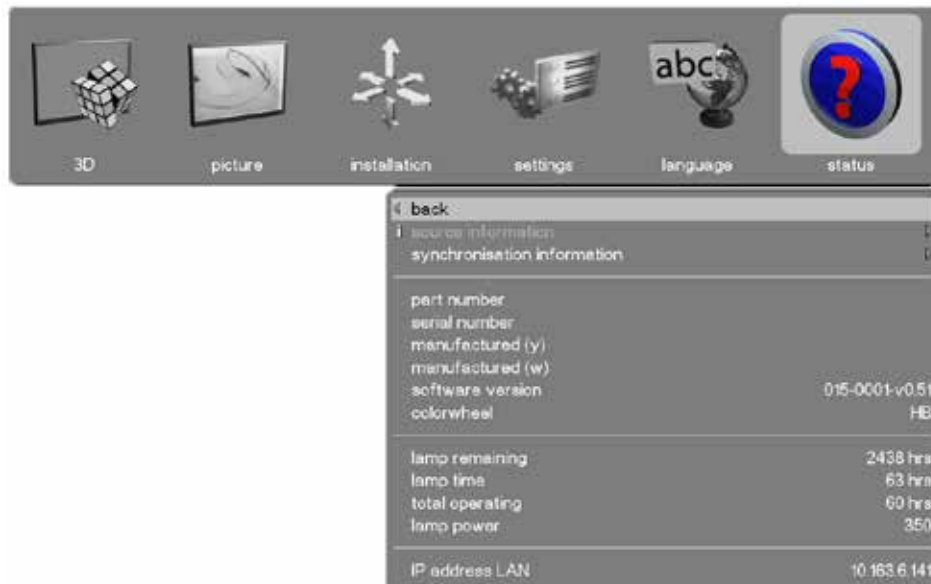 abc
?
3D picture installation settings language status
back
i source information i
synchronisation information i
part number
serial number
manufactured (y)
manufactured (w)
software version 015-0001-v0.51
colorwheel HB
lamp remaining 2438 hrs
lamp time 63 hrs
total operating 60 hrs
lamp power 350
IP address LAN 10.163.6.141